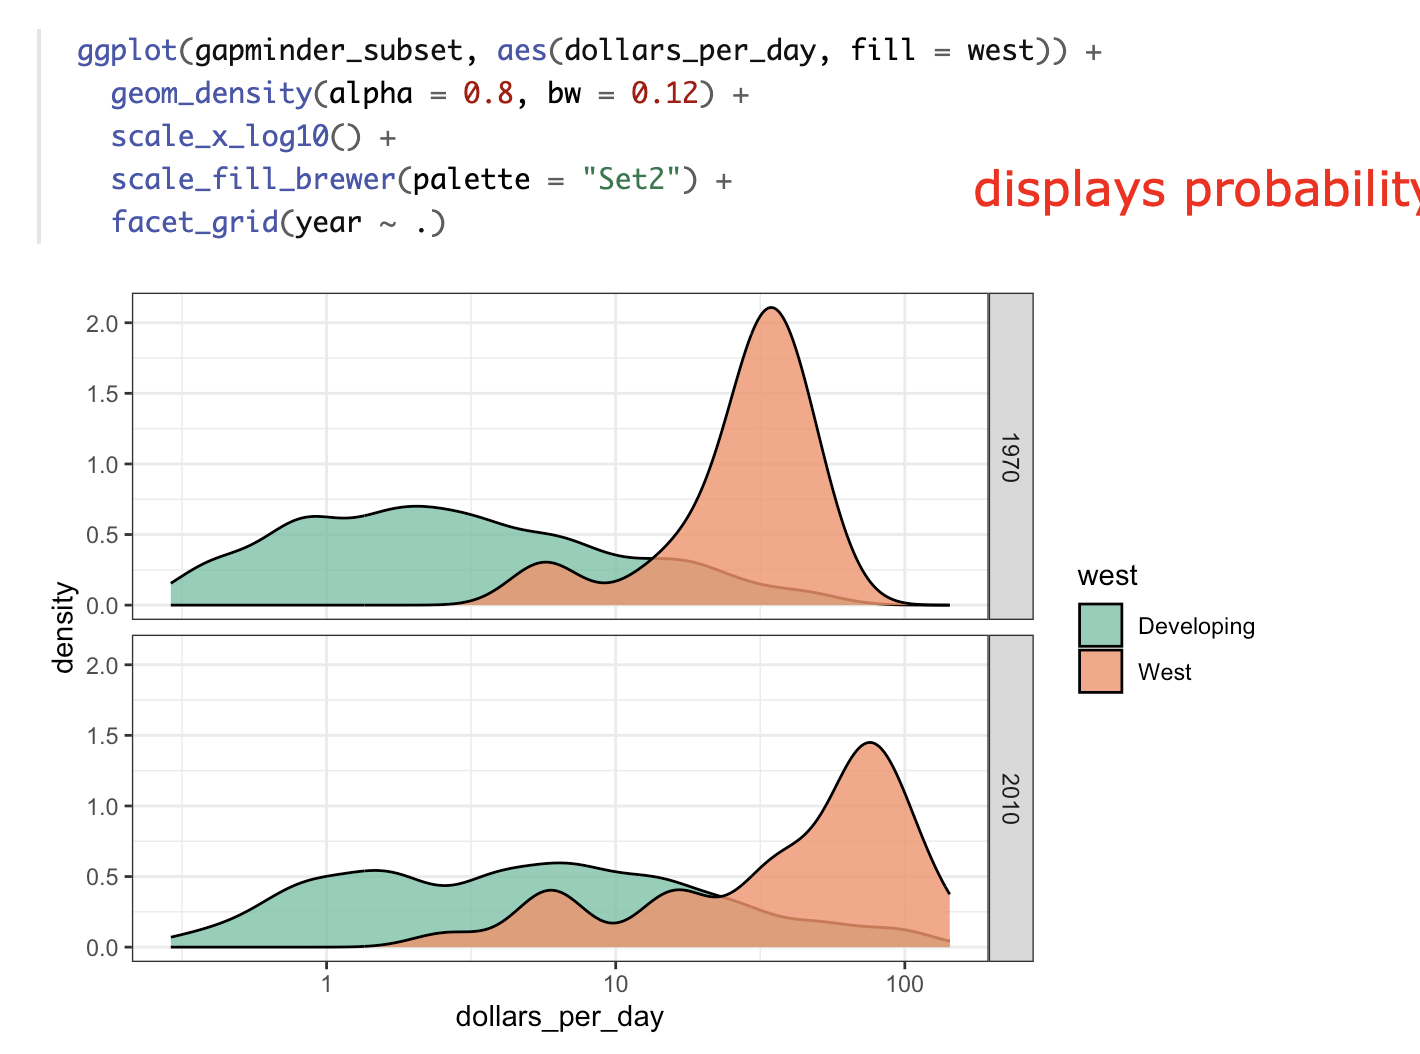 ggplot(gapminder_subset, aes(dollars_per_day, fill = west)) +
geom_density(alpha = 0.8, bw = 0.12) +
scale_x_log10() +
scale_fill_brewer(palette = "Set2") +
facet_grid(year ~ .)
displays probability
2.0
1.5
1.0
0.5
0.0
1970
density
2.0
1.5
1.0
0.5
0.0
2010
1
10
100
dollars_per_day
west
Developing
West